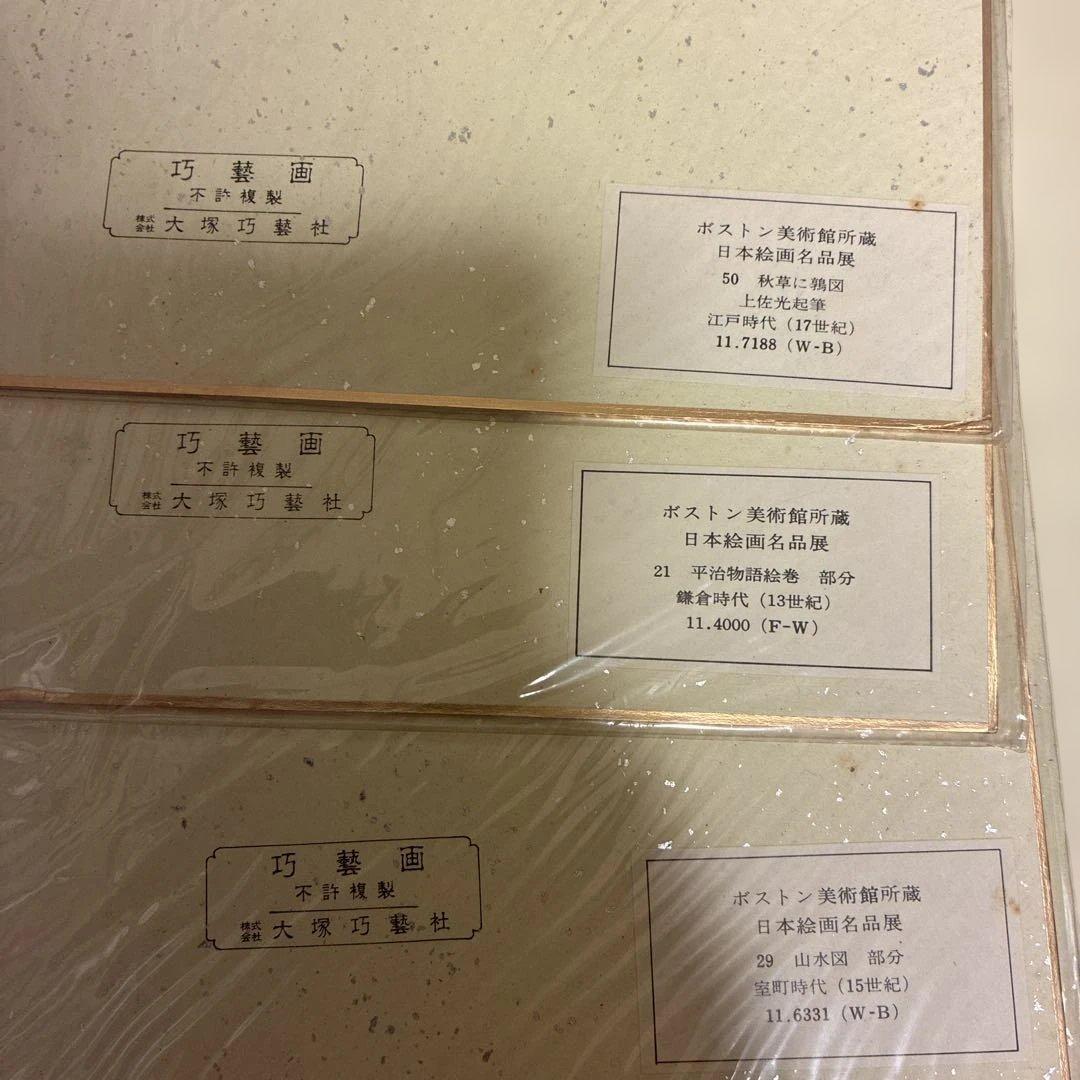 巧藝画
不許複製
株式会社 大塚巧藝社
ボストン美術館所蔵
日本絵画名品展
50 秋草に鶉図
土佐光起筆
江戸時代(17世紀)
11.7188(W-B)
巧藝画
不許複製
株式会社 大塚巧藝社
ボストン美術館所蔵
日本絵画名品展
21 平治物語絵巻 部分
鎌倉時代(13世紀)
11.4000(F-W)
巧藝画
不許複製
株式会社 大塚巧藝社
ボストン美術館所蔵
日本絵画名品展
29 山水図 部分
室町時代(15世紀)
11.6331(W-B)